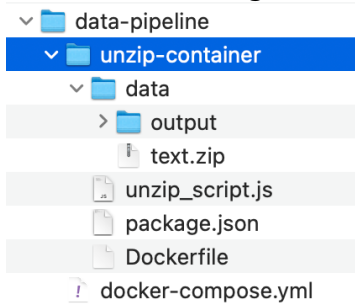 data-pipeline
unzip-container
data
output
text.zip
unzip_script.js
package.json
Dockerfile
docker-compose.yml